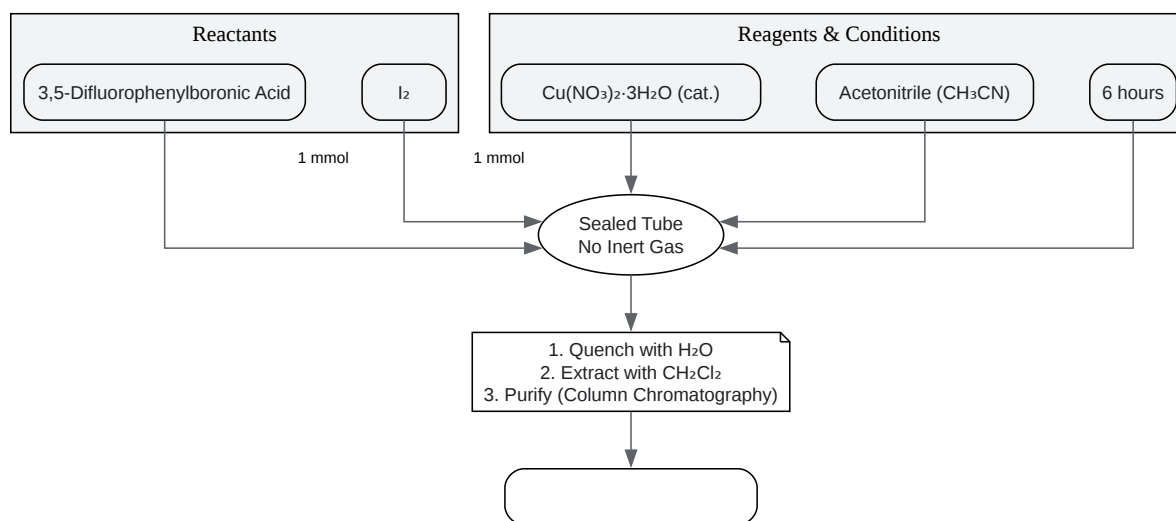 Reactants
Reagents & Conditions
3,5-Difluorophenylboronic Acid
I₂
Cu(NO₃)₂·3H₂O (cat.)
Acetonitrile (CH₃CN)
6 hours
1 mmol
1 mmol
Sealed Tube
No Inert Gas
1. Quench with H₂O
2. Extract with CH₂Cl₂
3. Purify (Column Chromatography)